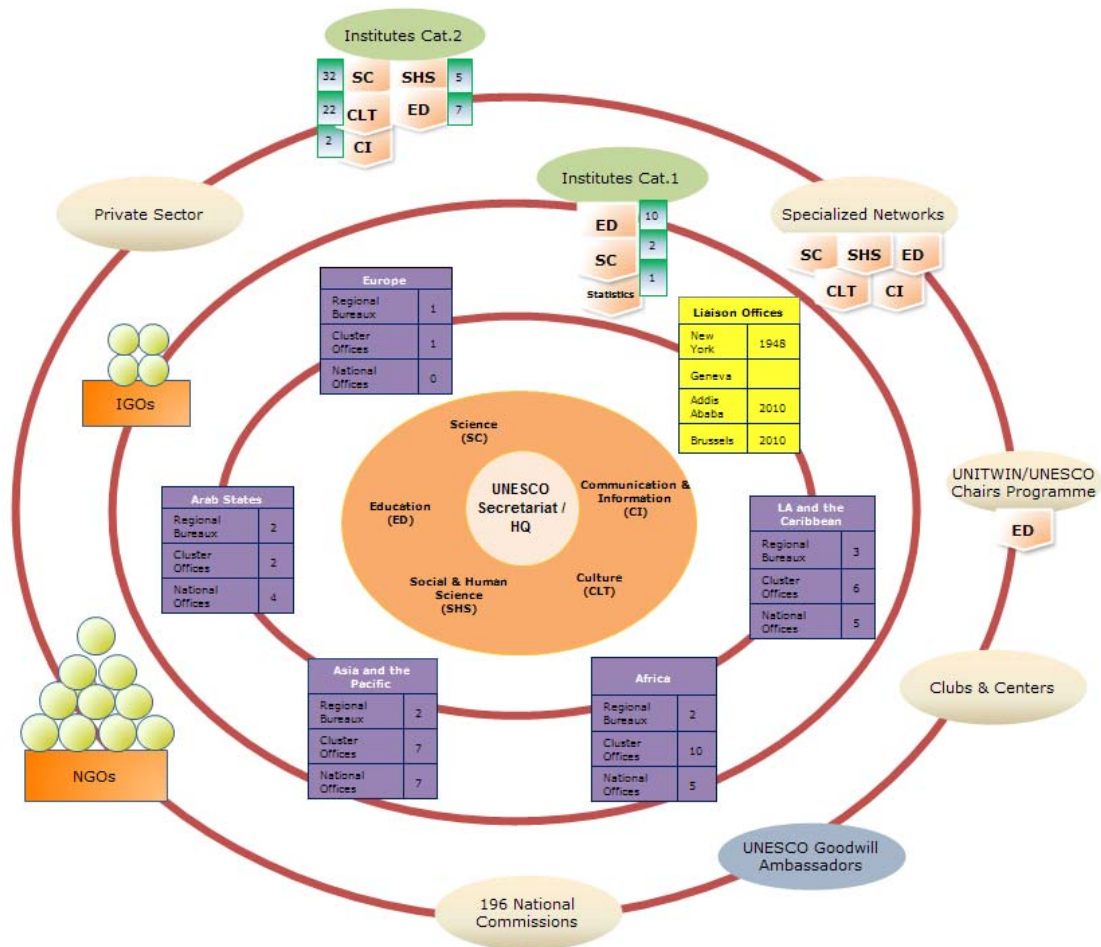 Institutes Cat.2
32
SC
SHS
5
22
CLT
ED
7
2
CI
Private Sector
Institutes Cat.1
ED
10
SC
2
Statistics
1
Specialized Networks
SC
SHS
ED
CLT
CI
Europe
Regional
Bureaux
1
Cluster
Offices
1
National
Offices
0
Liaison Offices
New
York
1948
Geneva
Addis
Ababa
2010
Brussels
2010
IGOs
Science
(SC)
UNESCO
Secretariat /
HQ
Communication &
Information
(CI)
Education
(ED)
Social & Human
Science
(SHS)
Culture
(CLT)
UNITWIN/UNESCO
Chairs Programme
ED
Arab States
Regional
Bureaux
2
Cluster
Offices
2
National
Offices
4
LA and the
Caribbean
Regional
Bureaux
3
Cluster
Offices
6
National
Offices
5
Asia and the
Pacific
Regional
Bureaux
2
Cluster
Offices
7
National
Offices
7
Africa
Regional
Bureaux
2
Cluster
Offices
10
National
Offices
5
Clubs & Centers
NGOs
UNESCO Goodwill
Ambassadors
196 National
Commissions